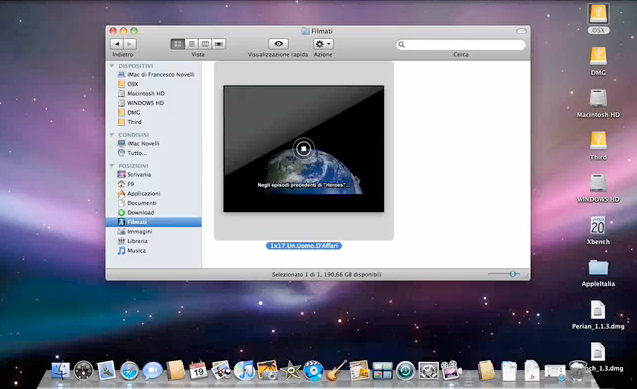 Filmati
Indietro
Vista
Visualizzazione rapida
Azione
Cerca
DISPOSITIVI
iMac di Francesco Novelli
OSX
Macintosh HD
WINDOWS HD
DMG
Third
CONDIVISI
iMac Novelli
Tutto...
POSIZIONI
Scrivania
F9
Applicazioni
Documenti
Download
Filmati
Immagini
Libreria
Musica
Negli episodi precedenti di "Heroes"...
1x17.Un.Uomo.D'Affari
Selezionato 1 di 1, 190,66 GB disponibili
OSX
DMG
Macintosh HD
Third
WINDOWS HD
20
Xbench
AppleItalia
Perian_1.1.3.dmg
ch_1.3.dmg
19